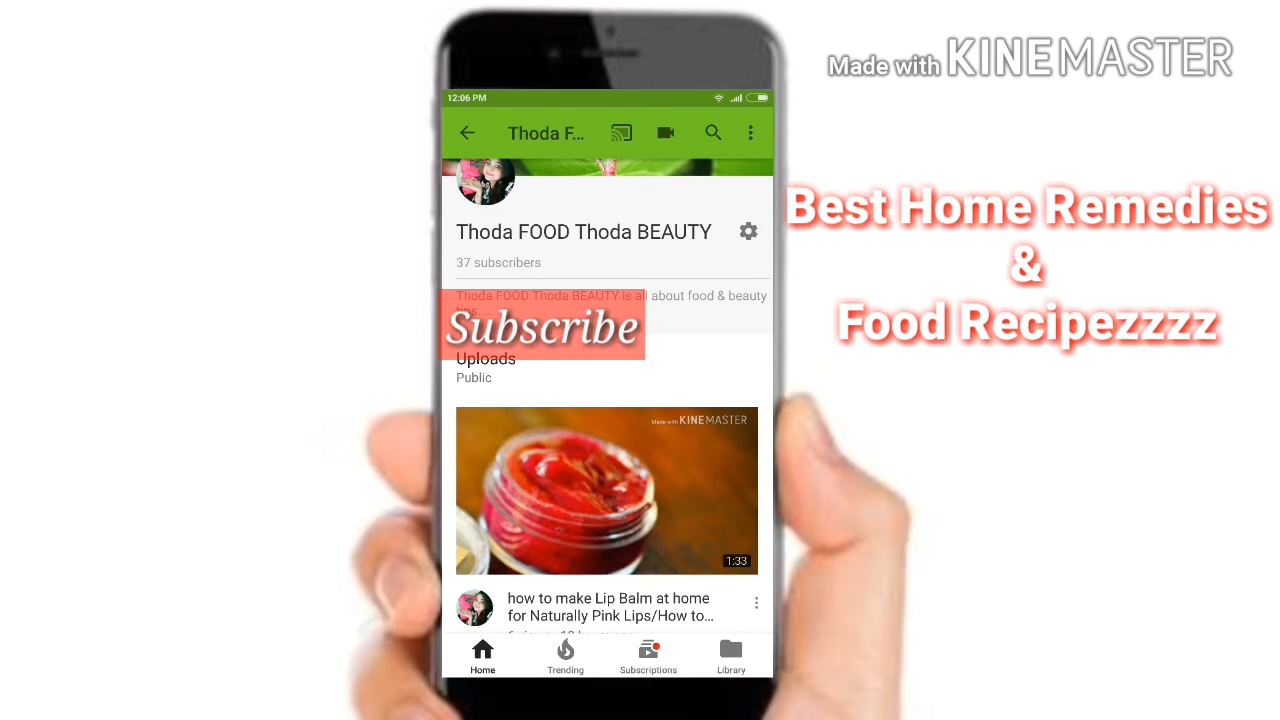 Made with KINEMASTER
12:06 PM
Thoda F...
Thoda FOOD Thoda BEAUTY
37 subscribers
Thoda FOOD Thoda BEAUTY is all about food & beauty
tips....
Subscribe
Uploads
Public
Best Home Remedies
&
Food Recipezzzz
Made with KINEMASTER
1:33
how to make Lip Balm at home
for Naturally Pink Lips/How to...
Home
Trending
Subscriptions
Library